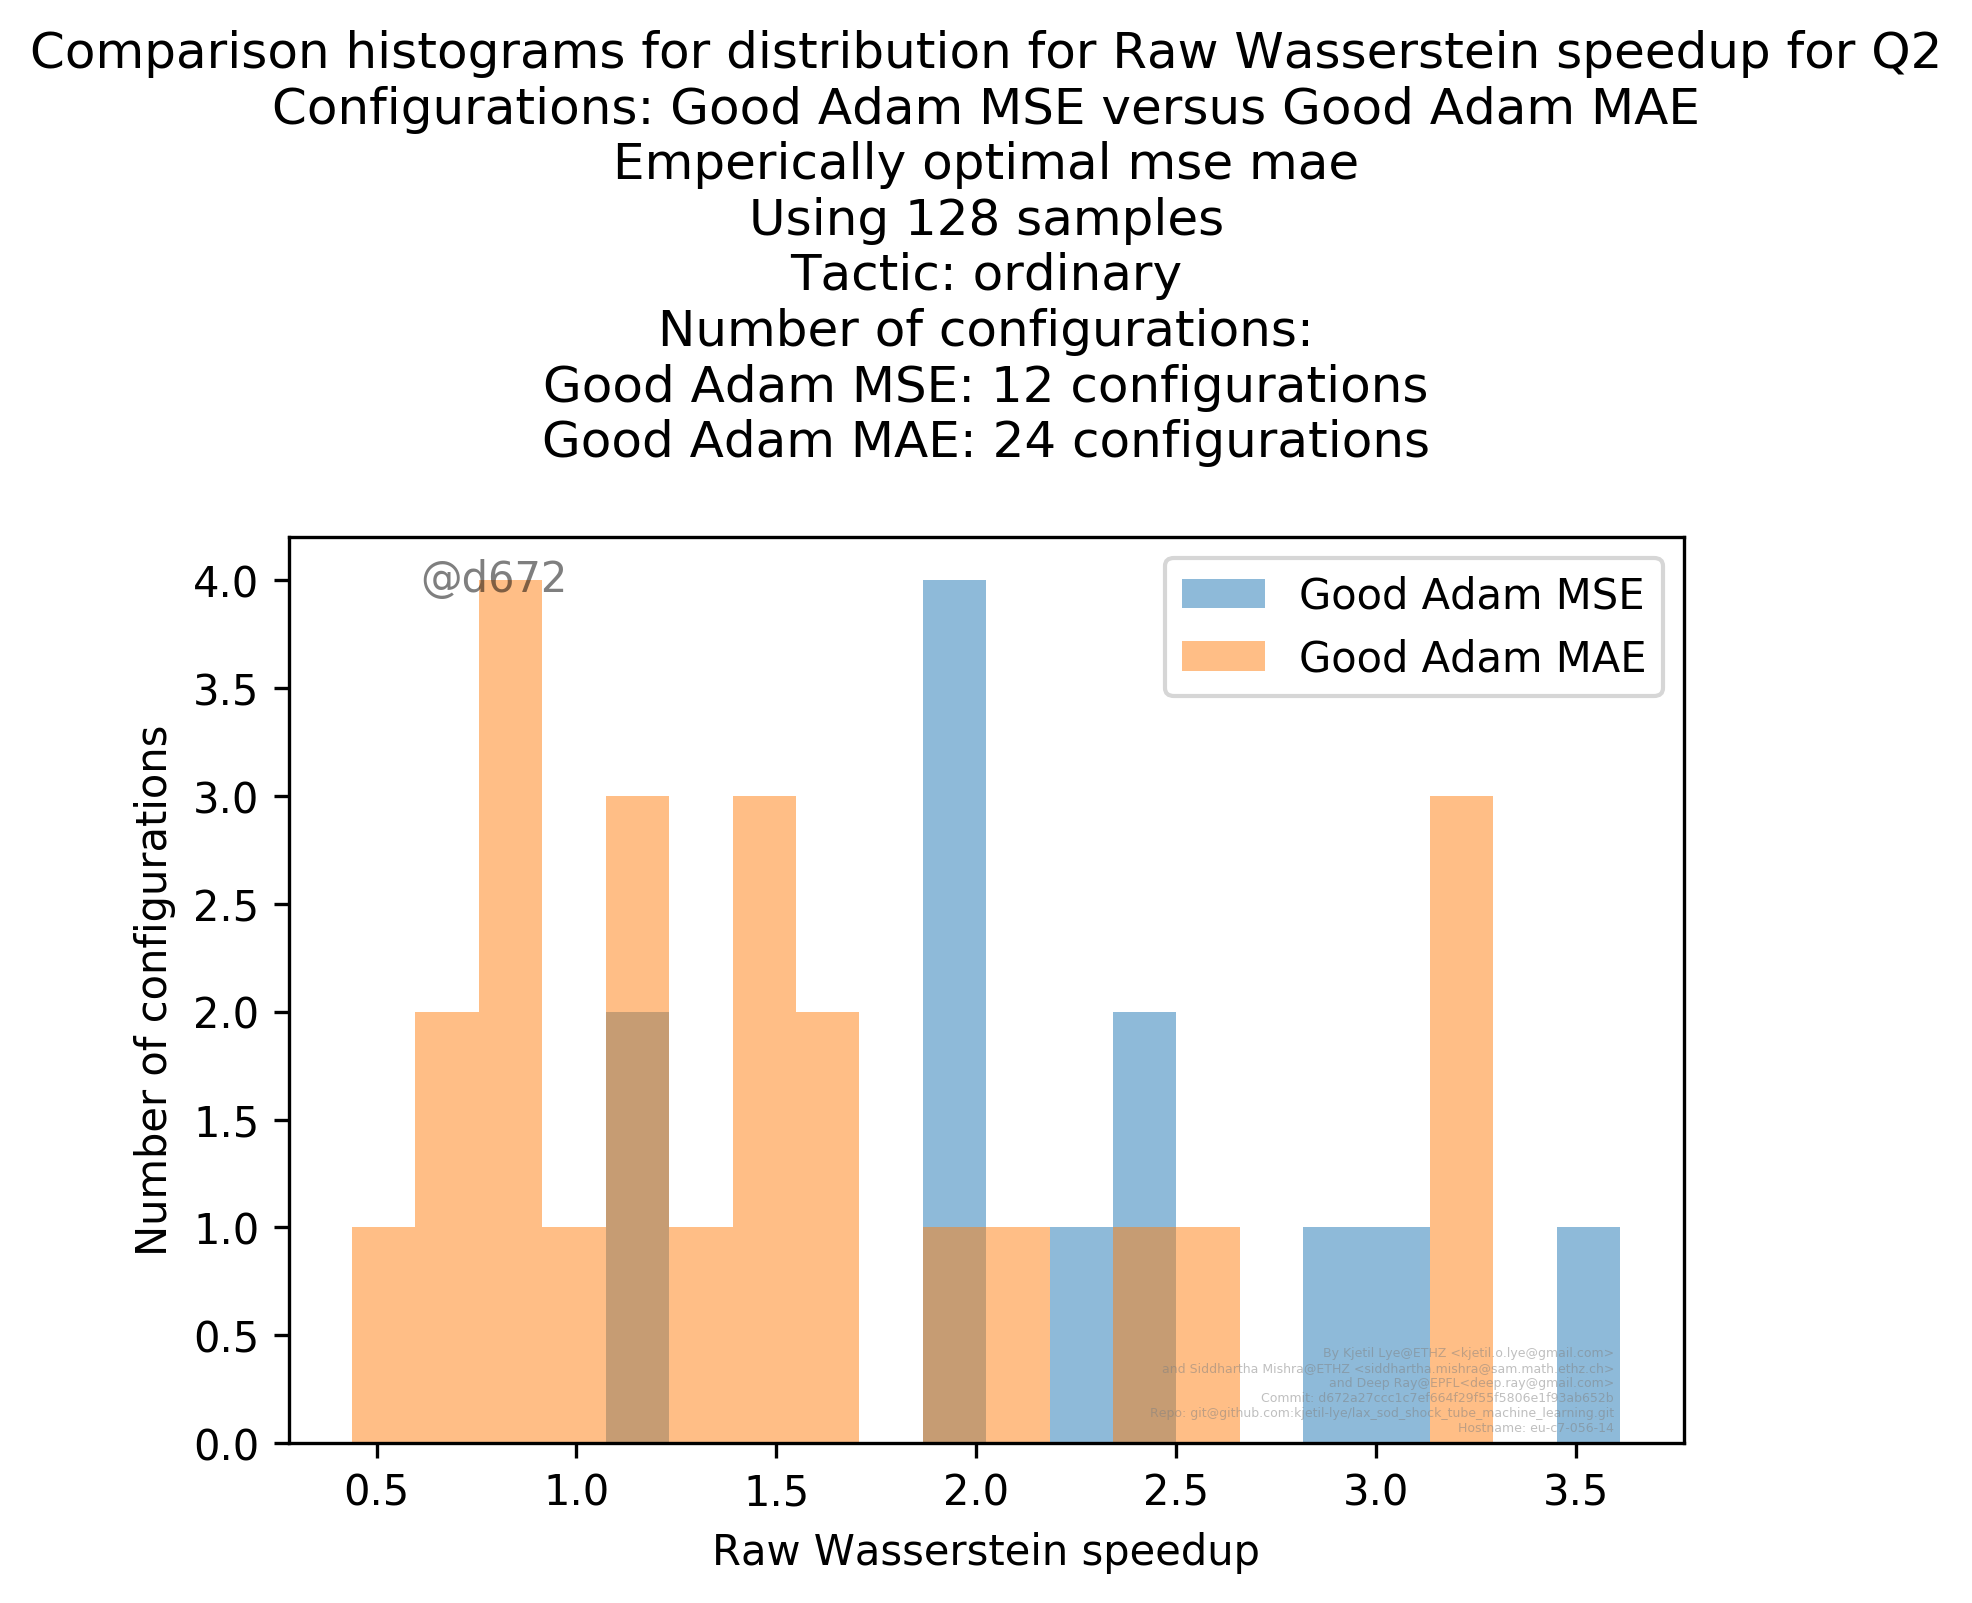 Comparison histograms for distribution for Raw Wasserstein speedup for Q2
Configurations: Good Adam MSE versus Good Adam MAE
Emperically optimal mse mae
Using 128 samples
Tactic: ordinary
Number of configurations:
Good Adam MSE: 12 configurations
Good Adam MAE: 24 configurations
@d672
Good Adam MSE
Good Adam MAE
4.0
3.5
3.0
2.5
2.0
1.5
1.0
0.5
0.0
Number of configurations
By Kjetil Lye@ETHZ <kjetil.o.lye@gmail.com>
and Siddhartha Mishra@ETHZ <siddhartha.mishra@sam.math.ethz.ch>
and Deep Ray@EPFL<deep.ray@gmail.com>
Commit: d672a27ccc1c7ef664f29f55f5806e1f93ab652b
Repo: git@github.com:kjetil-lye/lax_sod_shock_tube_machine_learning.git
Hostname: eu-c7-056-14
0.5 1.0 1.5 2.0 2.5 3.0 3.5
Raw Wasserstein speedup